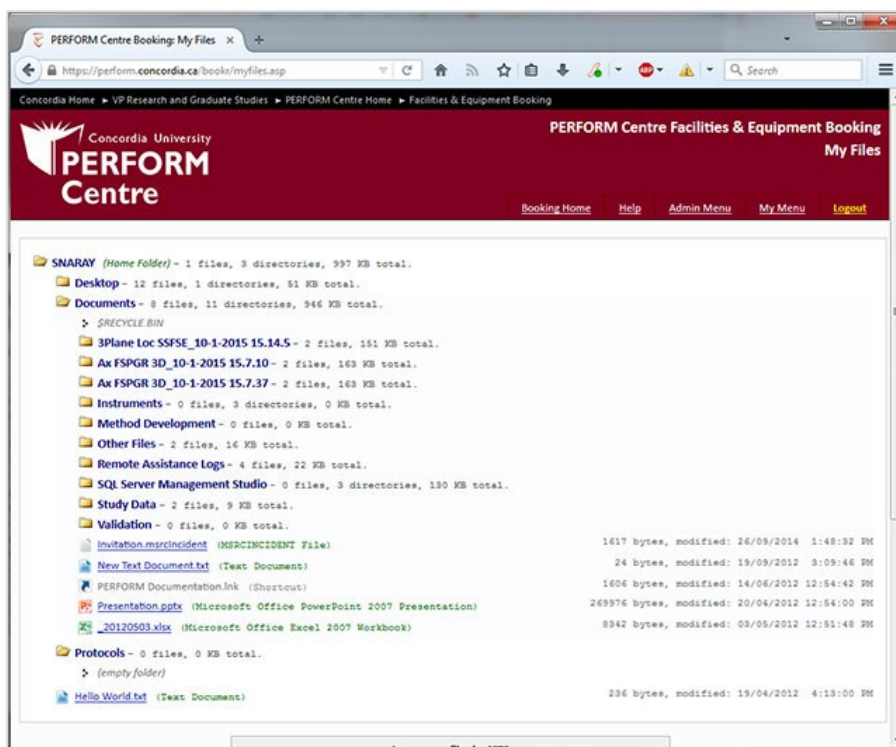 PERFORM Centre Booking: My Files × +
https://perform.concordia.ca/bookr/myfiles.asp
ABP
Search
Concordia Home ► VP Research and Graduate Studies ► PERFORM Centre Home ► Facilities & Equipment Booking
Concordia University
PERFORM
Centre
PERFORM Centre Facilities & Equipment Booking
My Files
Booking Home Help Admin Menu My Menu Logout
SNARAY (Home Folder) - 1 files, 3 directories, 997 KB total.
Desktop - 12 files, 1 directories, 51 KB total.
Documents - 8 files, 11 directories, 946 KB total.
$RECYCLE.BIN
3Plane Loc SSFSE_10-1-2015 15.14.5 - 2 files, 151 KB total.
Ax FSPGR 3D_10-1-2015 15.7.10 - 2 files, 163 KB total.
Ax FSPGR 3D_10-1-2015 15.7.37 - 2 files, 163 KB total.
Instruments - 0 files, 3 directories, 0 KB total.
Method Development - 0 files, 0 KB total.
Other Files - 2 files, 16 KB total.
Remote Assistance Logs - 4 files, 22 KB total.
SQL Server Management Studio - 0 files, 3 directories, 130 KB total.
Study Data - 2 files, 9 KB total.
Validation - 0 files, 0 KB total.
Invitation.msrcIncident (MSRCINCIDENT File) 1617 bytes, modified: 26/09/2014 1:48:32 PM
New Text Document.txt (Text Document) 24 bytes, modified: 19/09/2012 3:09:46 PM
PERFORM Documentation.lnk (Shortcut) 1606 bytes, modified: 14/06/2012 12:54:42 PM
Presentation.pptx (Microsoft Office PowerPoint 2007 Presentation) 269976 bytes, modified: 20/04/2012 12:54:00 PM
_20120503.xlsx (Microsoft Office Excel 2007 Workbook) 8342 bytes, modified: 03/05/2012 12:51:48 PM
Protocols - 0 files, 0 KB total.
(empty folder)
Hello World.txt (Text Document) 236 bytes, modified: 19/04/2012 4:13:00 PM